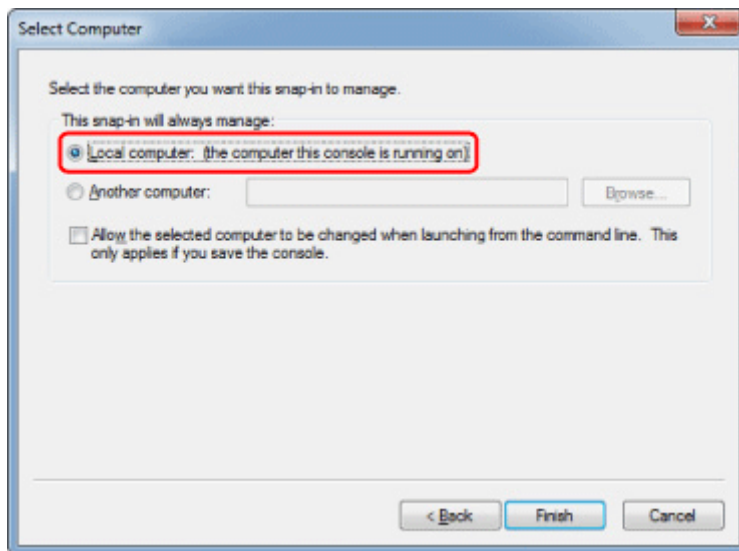 Select Computer
Select the computer you want this snap-in to manage.
This snap-in will always manage:
Local computer: (the computer this console is running on)
Another computer:
Browse...
Allow the selected computer to be changed when launching from the command line. This
only applies if you save the console.
< Back
Finish
Cancel